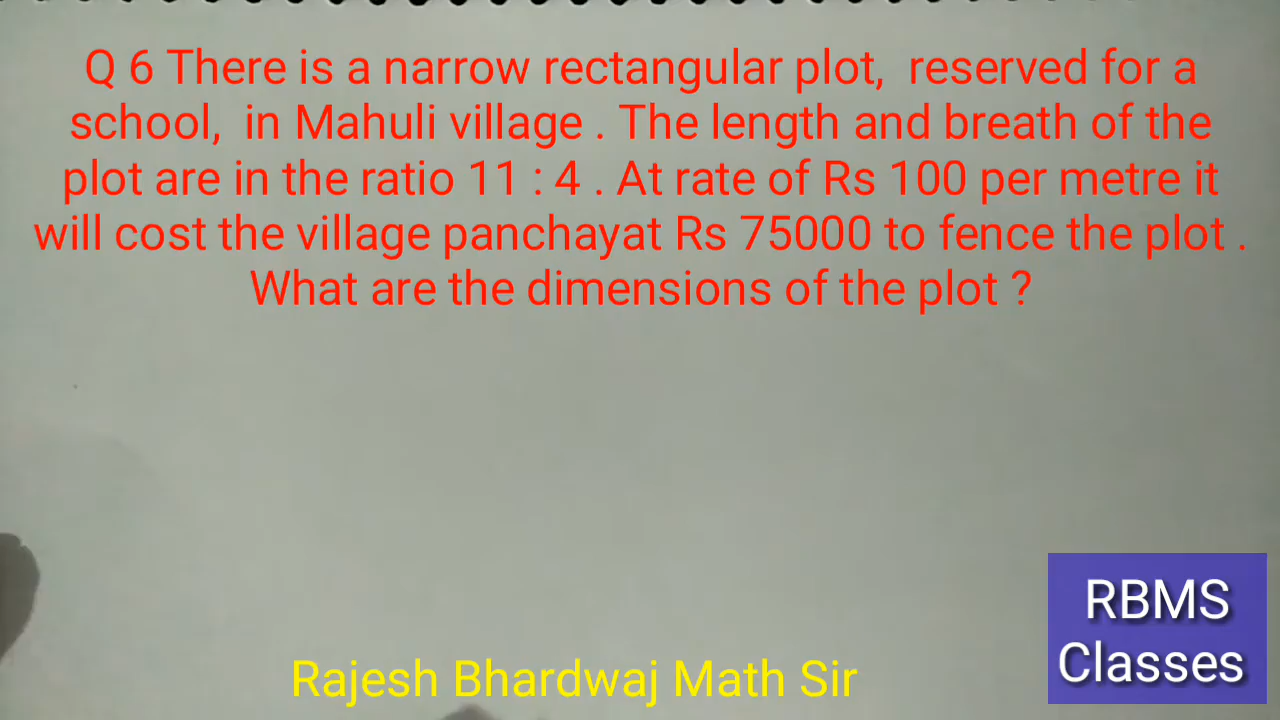 Q 6 There is a narrow rectangular plot,  reserved for a
school,  in Mahuli village . The length and breath of the
plot are in the ratio 11 : 4 . At rate of Rs 100 per metre it
will cost the village panchayat Rs 75000 to fence the plot .
What are the dimensions of the plot ?
RBMS
Classes
Rajesh Bhardwaj Math Sir